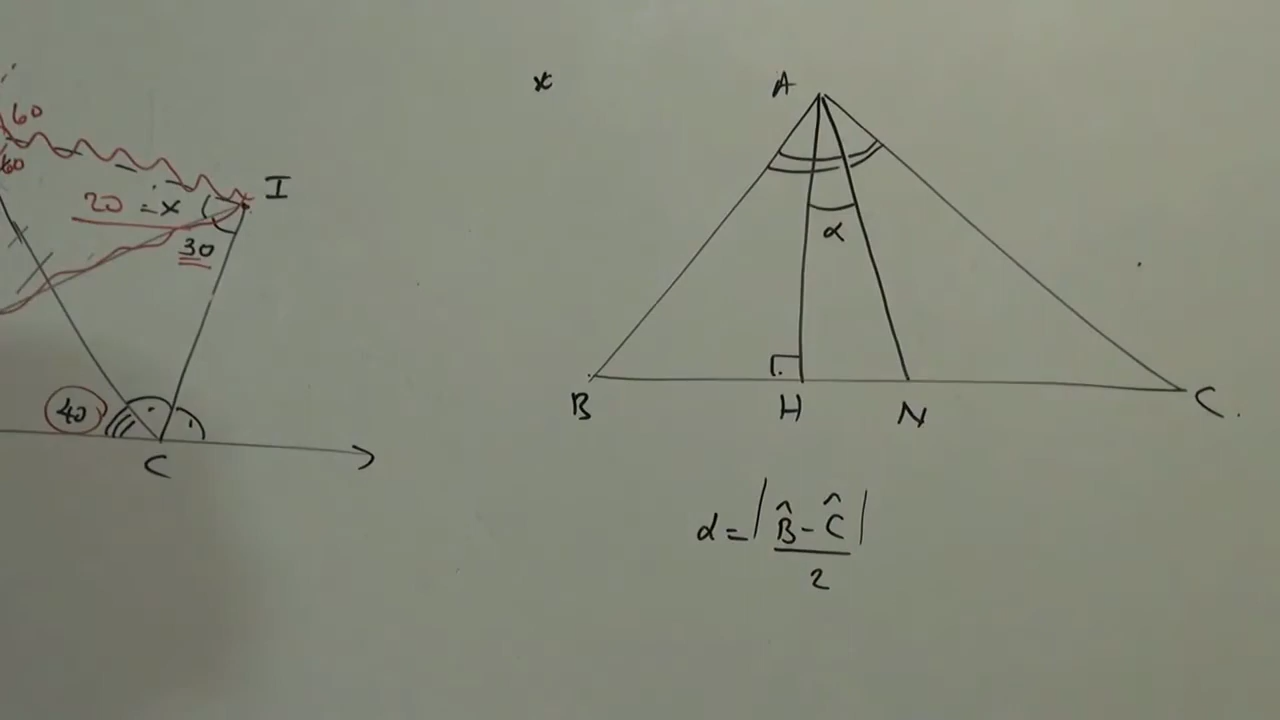 60
60
20 = x
I
30
40
C
*
A
α
B
H
N
C.
α = | B̂ - Ĉ |
2